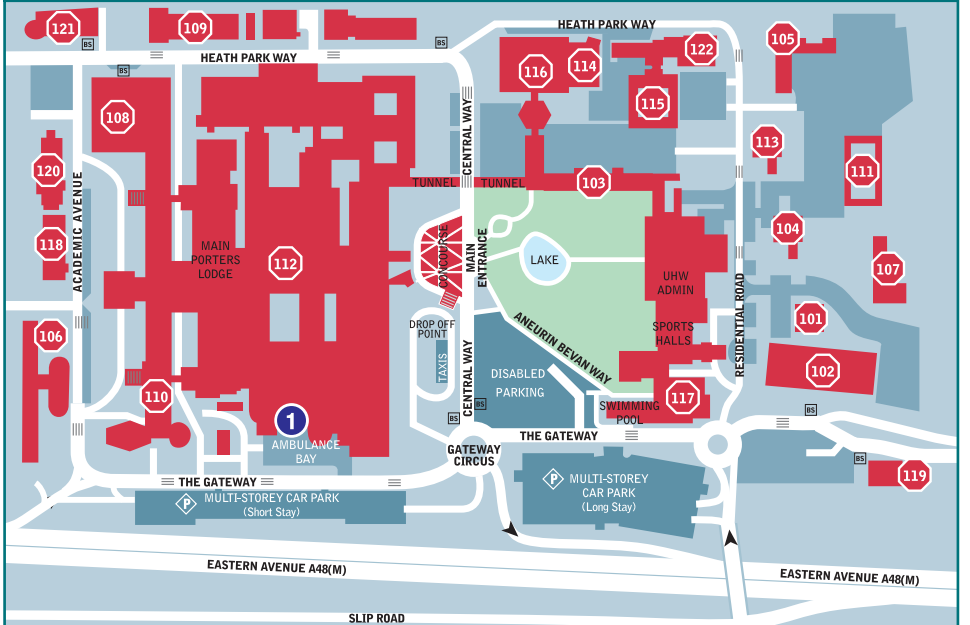 121
109
BS
BS
HEATH PARK WAY
HEATH PARK WAY
BS
108
116
114
122
105
115
113
120
CENTRAL WAY
TUNNEL
TUNNEL
103
111
ACADEMIC AVENUE
118
MAIN
PORTERS
LODGE
112
CONCOURSE
MAIN
ENTRANCE
LAKE
UHW
ADMIN
104
107
106
DROP OFF
POINT
TAXIS
CENTRAL WAY
ANEURIN BEVAN WAY
SPORTS
HALLS
RESIDENTIAL ROAD
101
102
DISABLED
PARKING
110
1
AMBULANCE
BAY
BS
BS
SWIMMING
POOL
117
BS
THE GATEWAY
GATEWAY
CIRCUS
BS
119
THE GATEWAY
P
MULTI-STOREY CAR PARK
(Short Stay)
P
MULTI-STOREY
CAR PARK
(Long Stay)
EASTERN AVENUE A48(M)
EASTERN AVENUE A48(M)
SLIP ROAD